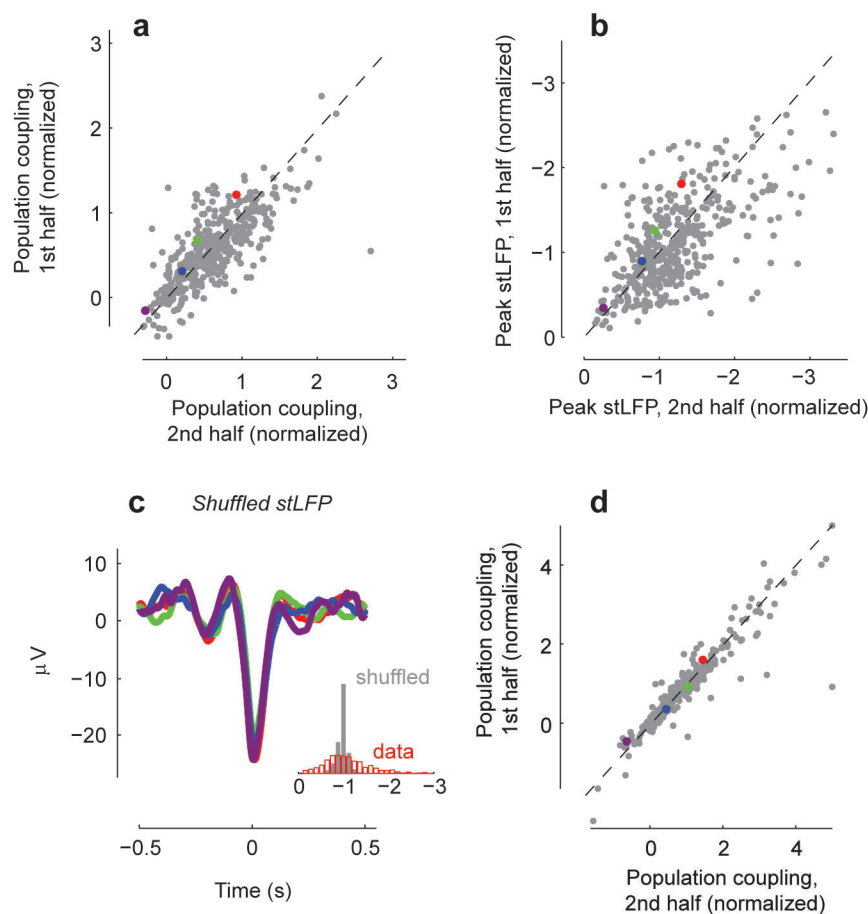 a
Population coupling,
1st half (normalized)
3
2
1
0
0
1
2
3
Population coupling,
2nd half (normalized)
b
Peak stLFP, 1st half (normalized)
−3
−2
−1
0
0
−1
−2
−3
Peak stLFP, 2nd half (normalized)
c
Shuffled stLFP
μV
10
0
−10
−20
shuffled
data
0
−1
−2
−3
−0.5
0
0.5
Time (s)
d
Population coupling,
1st half (normalized)
4
2
0
0
2
4
Population coupling,
2nd half (normalized)